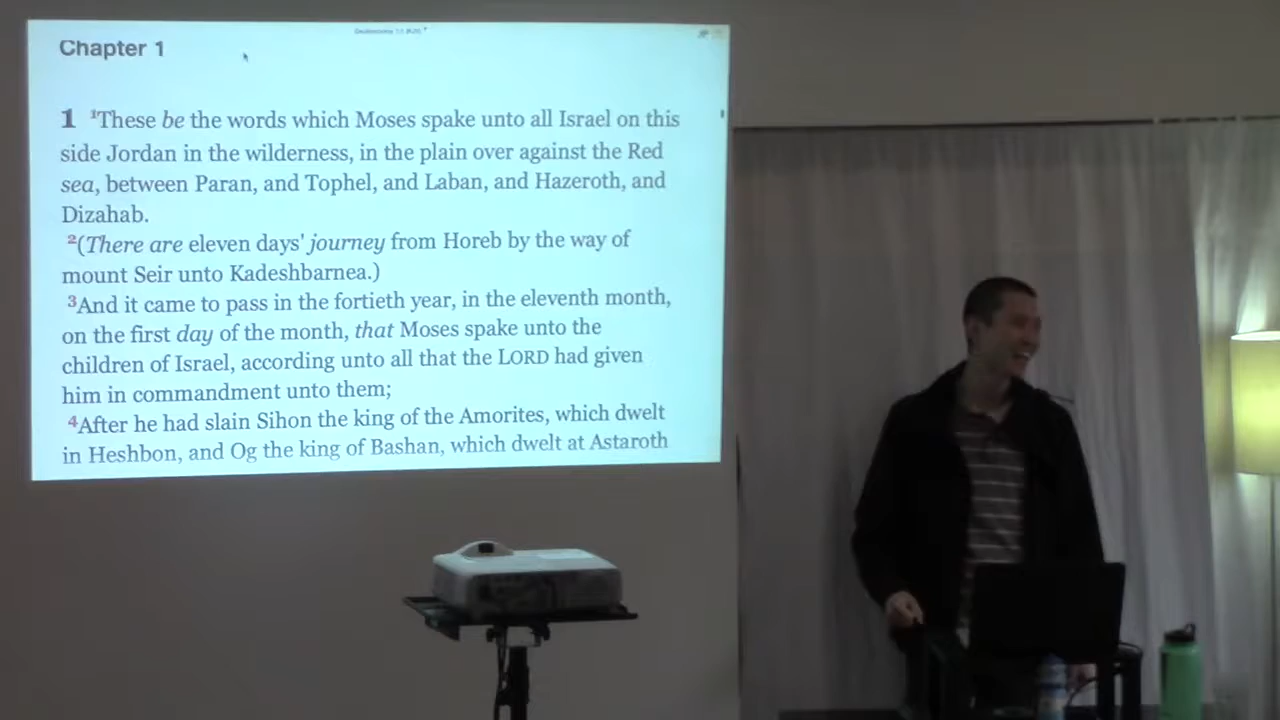 Chapter 1
1 1These be the words which Moses spake unto all Israel on this
side Jordan in the wilderness, in the plain over against the Red
sea, between Paran, and Tophel, and Laban, and Hazeroth, and
Dizahab.
2(There are eleven days' journey from Horeb by the way of
mount Seir unto Kadeshbarnea.)
3And it came to pass in the fortieth year, in the eleventh month,
on the first day of the month, that Moses spake unto the
children of Israel, according unto all that the LORD had given
him in commandment unto them;
4After he had slain Sihon the king of the Amorites, which dwelt
in Heshbon, and Og the king of Bashan, which dwelt at Astaroth